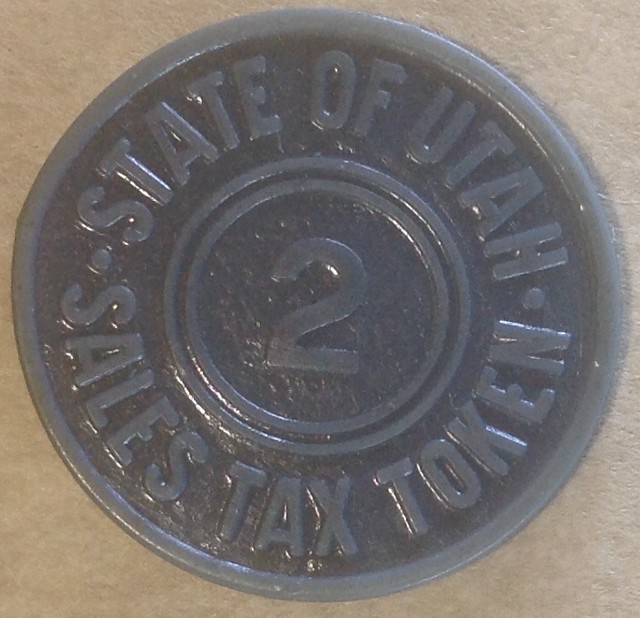 STATE OF UTAH
2
SALES TAX TOKEN